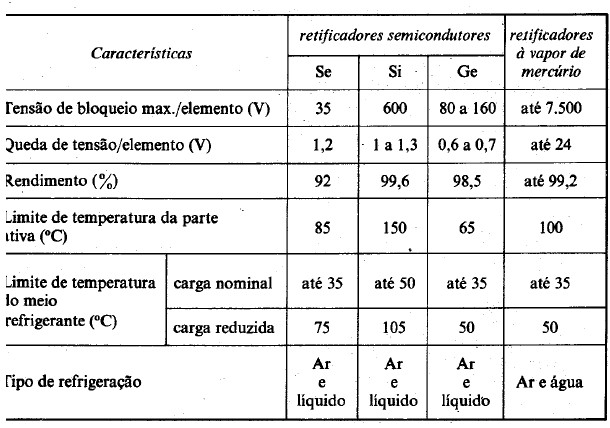 Características
retificadores semicondutores
retificadores à vapor de mercúrio
Se Si Ge
Tensão de bloqueio max./elemento (V) 35 600 80 a 160 até 7.500
Queda de tensão/elemento (V) 1,2 1 a 1,3 0,6 a 0,7 até 24
Rendimento (%) 92 99,6 98,5 até 99,2
Limite de temperatura da parte
ativa (ºC) 85 150 65 100
Limite de temperatura
do meio
refrigerante (ºC)
carga nominal até 35 até 50 até 35 até 35
carga reduzida 75 105 50 50
Tipo de refrigeração
Ar e líquido
Ar e líquido
Ar e líquido
Ar e água